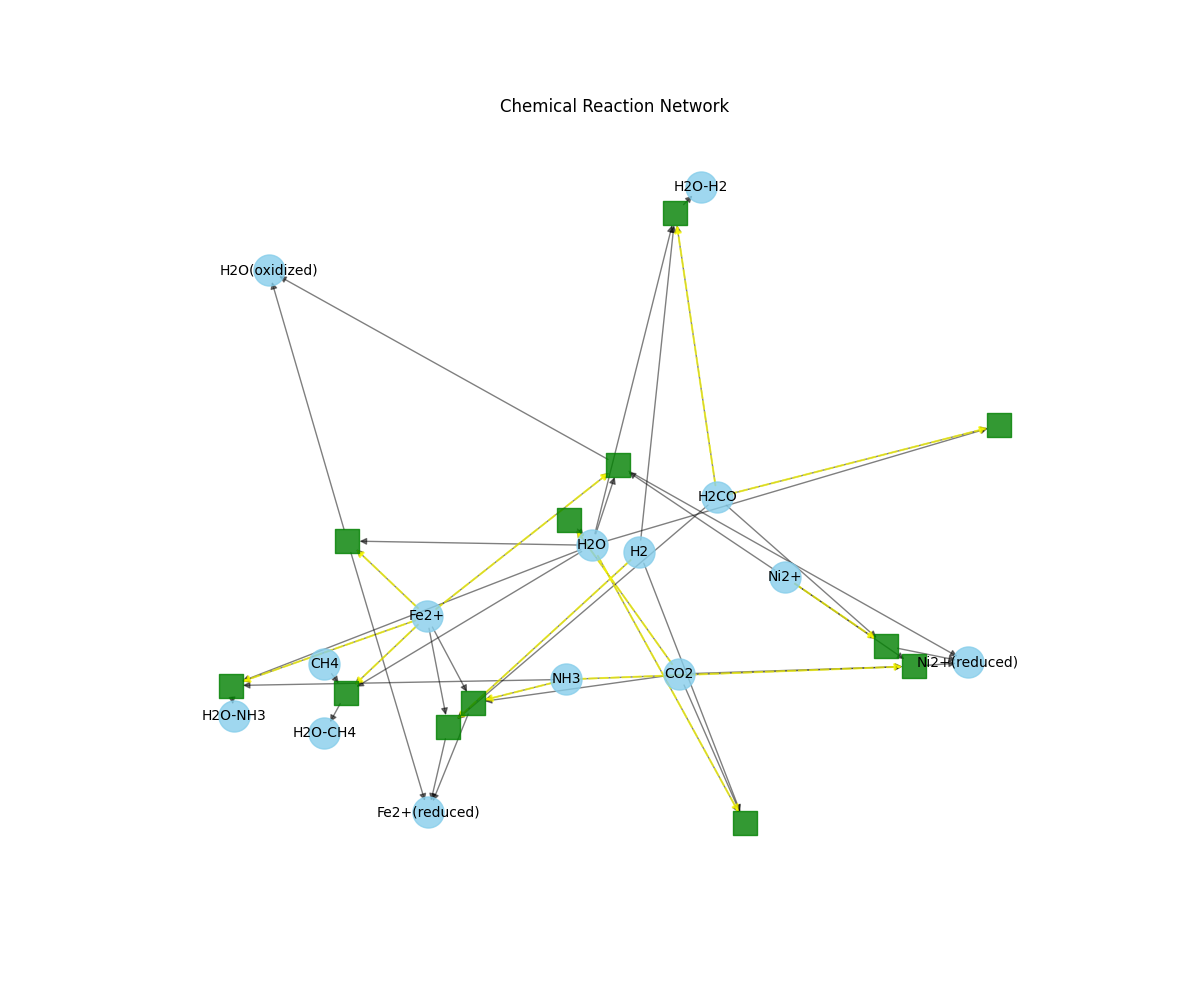 Chemical Reaction Network
H2O-H2
H2O(oxidized)
H2CO
H2O
H2
Ni2+
Fe2+
CH4
Ni2+(reduced)
CO2
NH3
H2O-NH3
H2O-CH4
Fe2+(reduced)